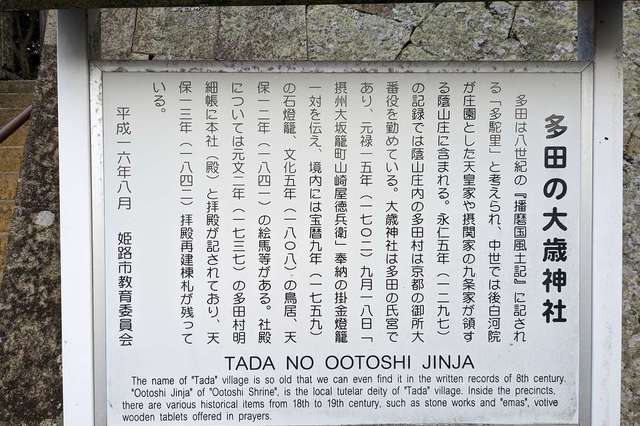 多田の大歳神社
多田は八世紀の『播磨国風土記』に記され
る「多駝里」と考えられ、中世では後白河院
が庄園とした天皇家や摂関家の九条家が領す
る蔭山庄に含まれる。永仁五年（一二九七）
の記録では蔭山庄内の多田村は京都の御所大
番役を勤めている。大歳神社は多田の氏宮で
あり、元禄一五年（一七〇二）九月一八日「
摂州大坂籠町山崎屋徳兵衛」奉納の掛金燈籠
一対を伝え、境内には宝暦九年（一七五九）
の石燈籠、文化五年（一八〇八）の鳥居、天
保一二年（一八四一）の絵馬等がある。社殿
については元文二年（一七三七）の多田村明
細帳に本社（殿）と拝殿が記されており、天
保一三年（一八四二）拝殿再建棟札が残って
いる。
平成一六年八月　姫路市教育委員会
TADA NO OOTOSHI JINJA
The name of "Tada" village is so old that we can even find it in the written records of 8th century.
"Ootoshi Jinja" of "Ootoshi Shrine", is the local tutelar deity of "Tada" village. Inside the precincts,
there are various historical items from 18th to 19th century, such as stone works and "emas", votive
wooden tablets offered in prayers.